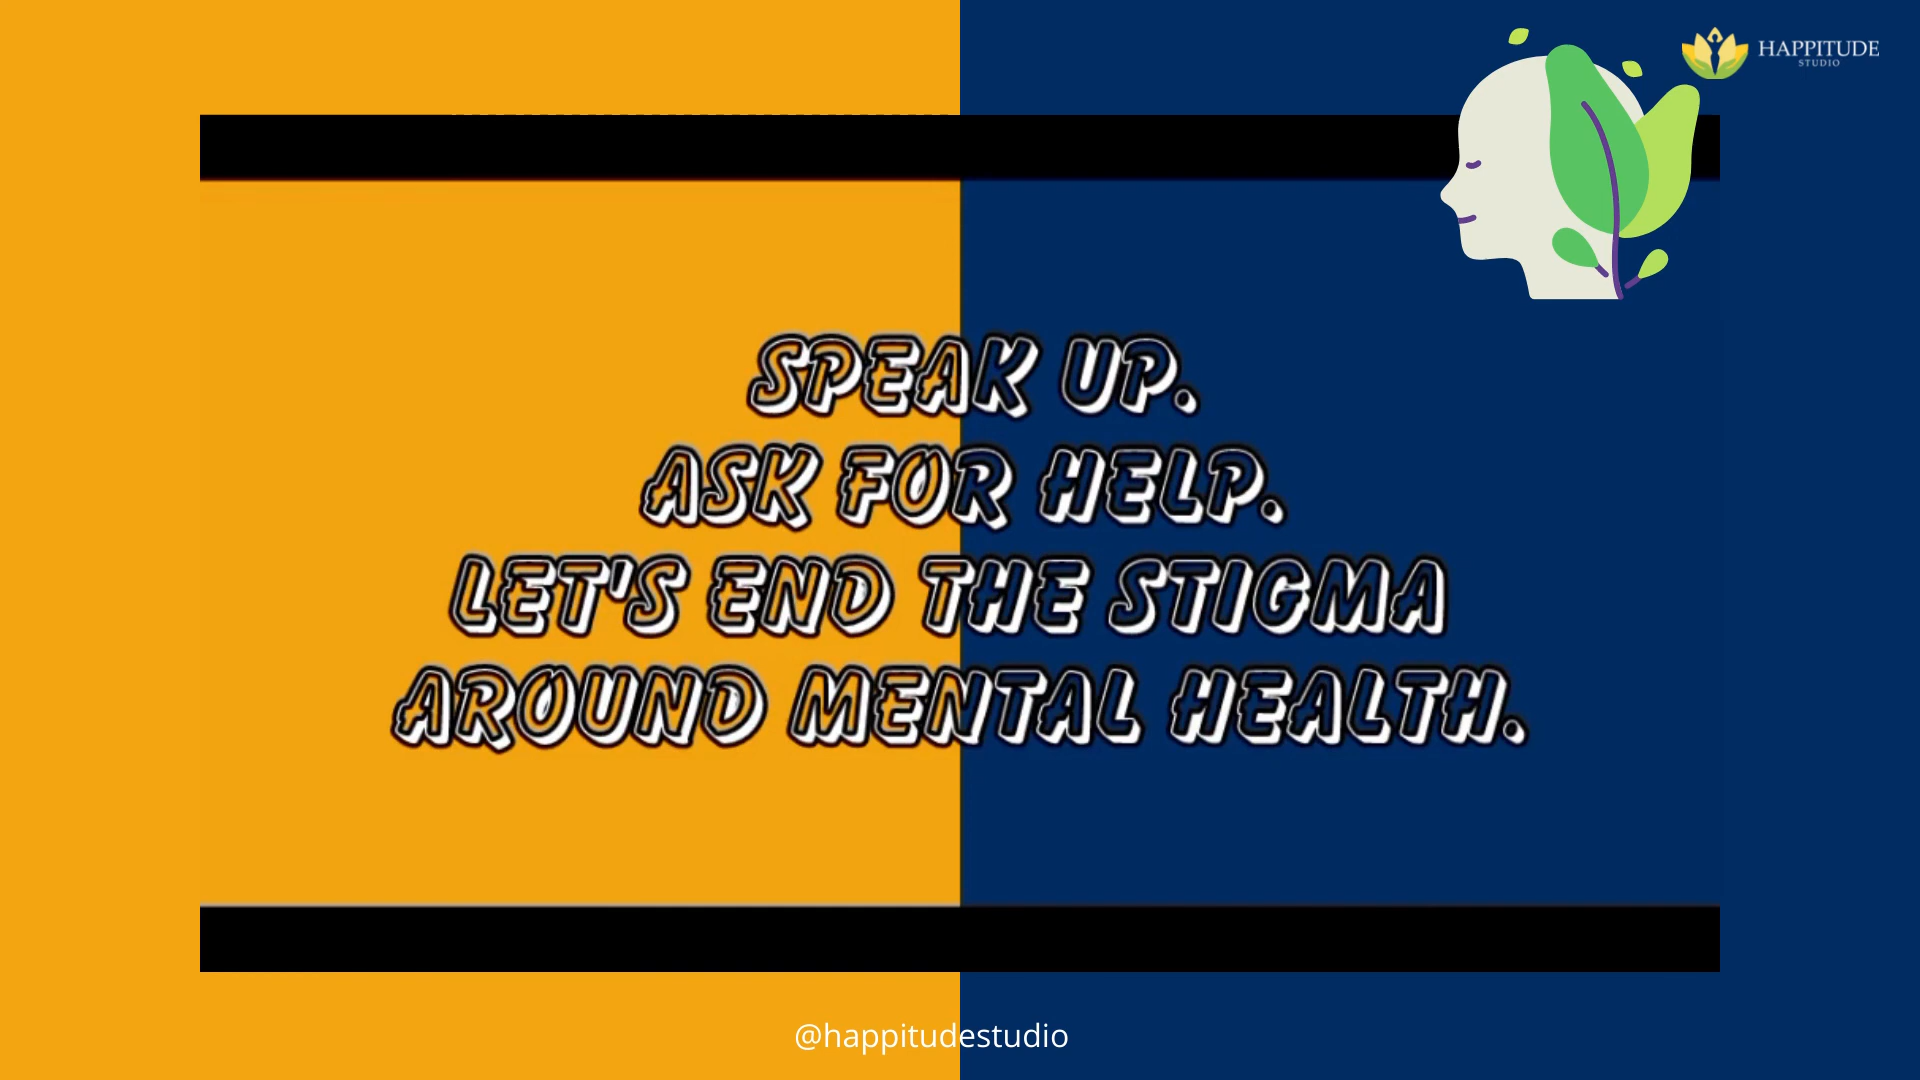 HAPPITUDE
STUDIO
SPEAK UP.
ASK FOR HELP.
LET'S END THE STIGMA
AROUND MENTAL HEALTH.
@happitudestudio